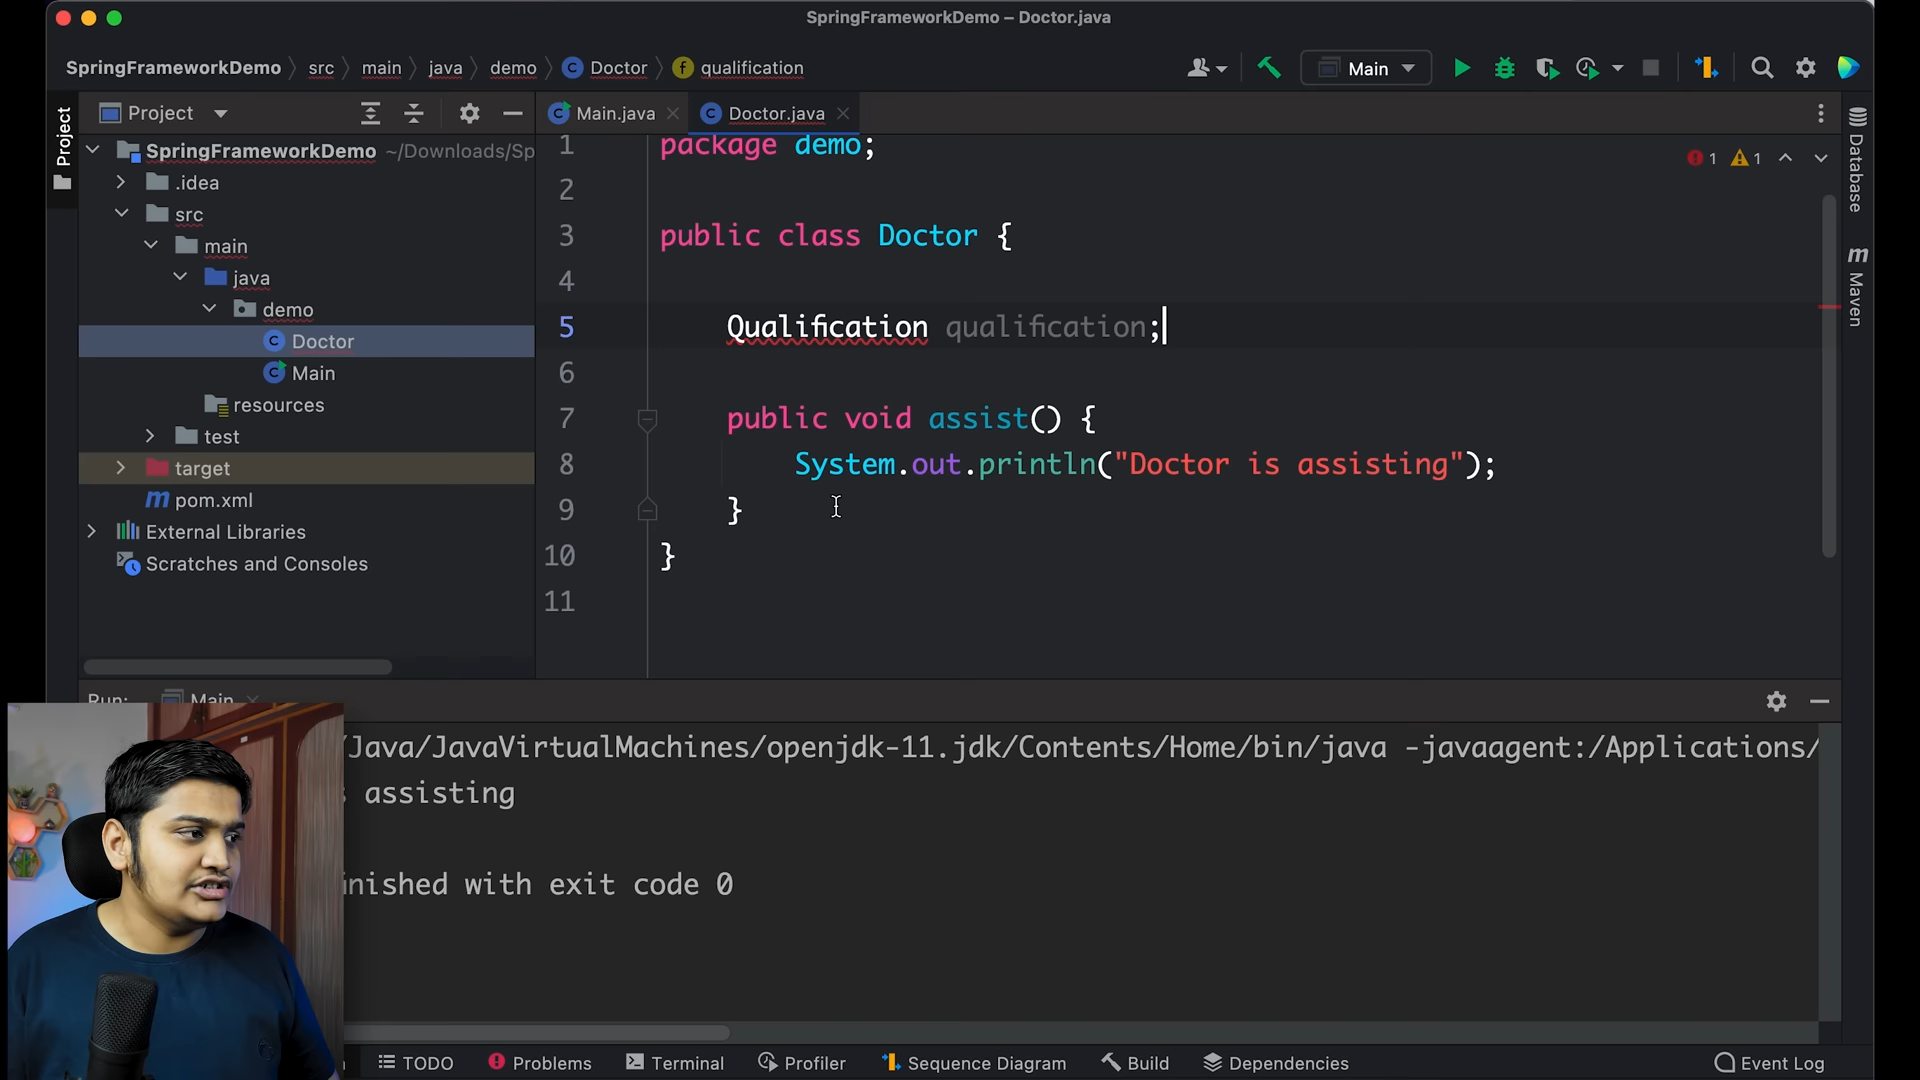 SpringFrameworkDemo – Doctor.java
SpringFrameworkDemo src main java demo C Doctor f qualification
Main
Project
Project
Main.java
Doctor.java
SpringFrameworkDemo ~/Downloads/Sp
.idea
src
main
java
demo
Doctor
Main
resources
test
target
pom.xml
External Libraries
Scratches and Consoles
1 package demo;
2
3 public class Doctor {
4
5 Qualification qualification;
6
7 public void assist() {
8 System.out.println("Doctor is assisting");
9 }
10 }
11
1 1
Database
Maven
Main
/Java/JavaVirtualMachines/openjdk-11.jdk/Contents/Home/bin/java -javaagent:/Applications/
assisting
inished with exit code 0
TODO Problems Terminal Profiler Sequence Diagram Build Dependencies Event Log